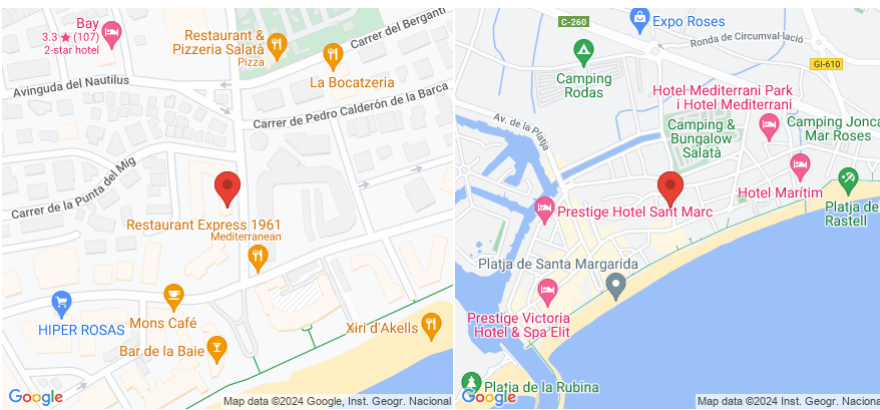 Bay
3.3 ★ (107)
2-star hotel
Restaurant &
Pizzeria Salatà
Pizza
Carrer del Berganti
La Bocatzeria
Avinguda del Nautilus
Carrer de Pedro Calderón de la Barca
Carrer de la Punta del Mig
Restaurant Express 1961
Mediterranean
HIPER ROSAS
Mons Café
Bar de la Baie
Xiri d'Akells
Google
Map data ©2024 Google, Inst. Geogr. Nacional
C-260
Expo Roses
Ronda de Circumval·lació
GI-610
Camping
Rodas
Hotel Mediterrani Park
i Hotel Mediterrani
Av. de la Platja
Camping &
Bungalow
Salatà
Camping Jonca
Mar Roses
Hotel Marítim
Prestige Hotel Sant Marc
Platja de
Rastell
Platja de Santa Margarida
Prestige Victoria
Hotel & Spa Elit
Platja de la Rubina
Google
Map data ©2024 Google, Inst. Geogr. Nacional